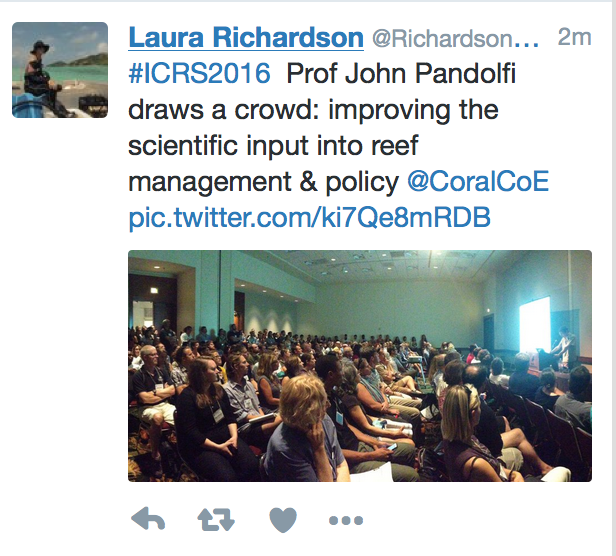 Laura Richardson @Richardson... 2m
#ICRS2016 Prof John Pandolfi
draws a crowd: improving the
scientific input into reef
management & policy @CoralCoE
pic.twitter.com/ki7Qe8mRDB